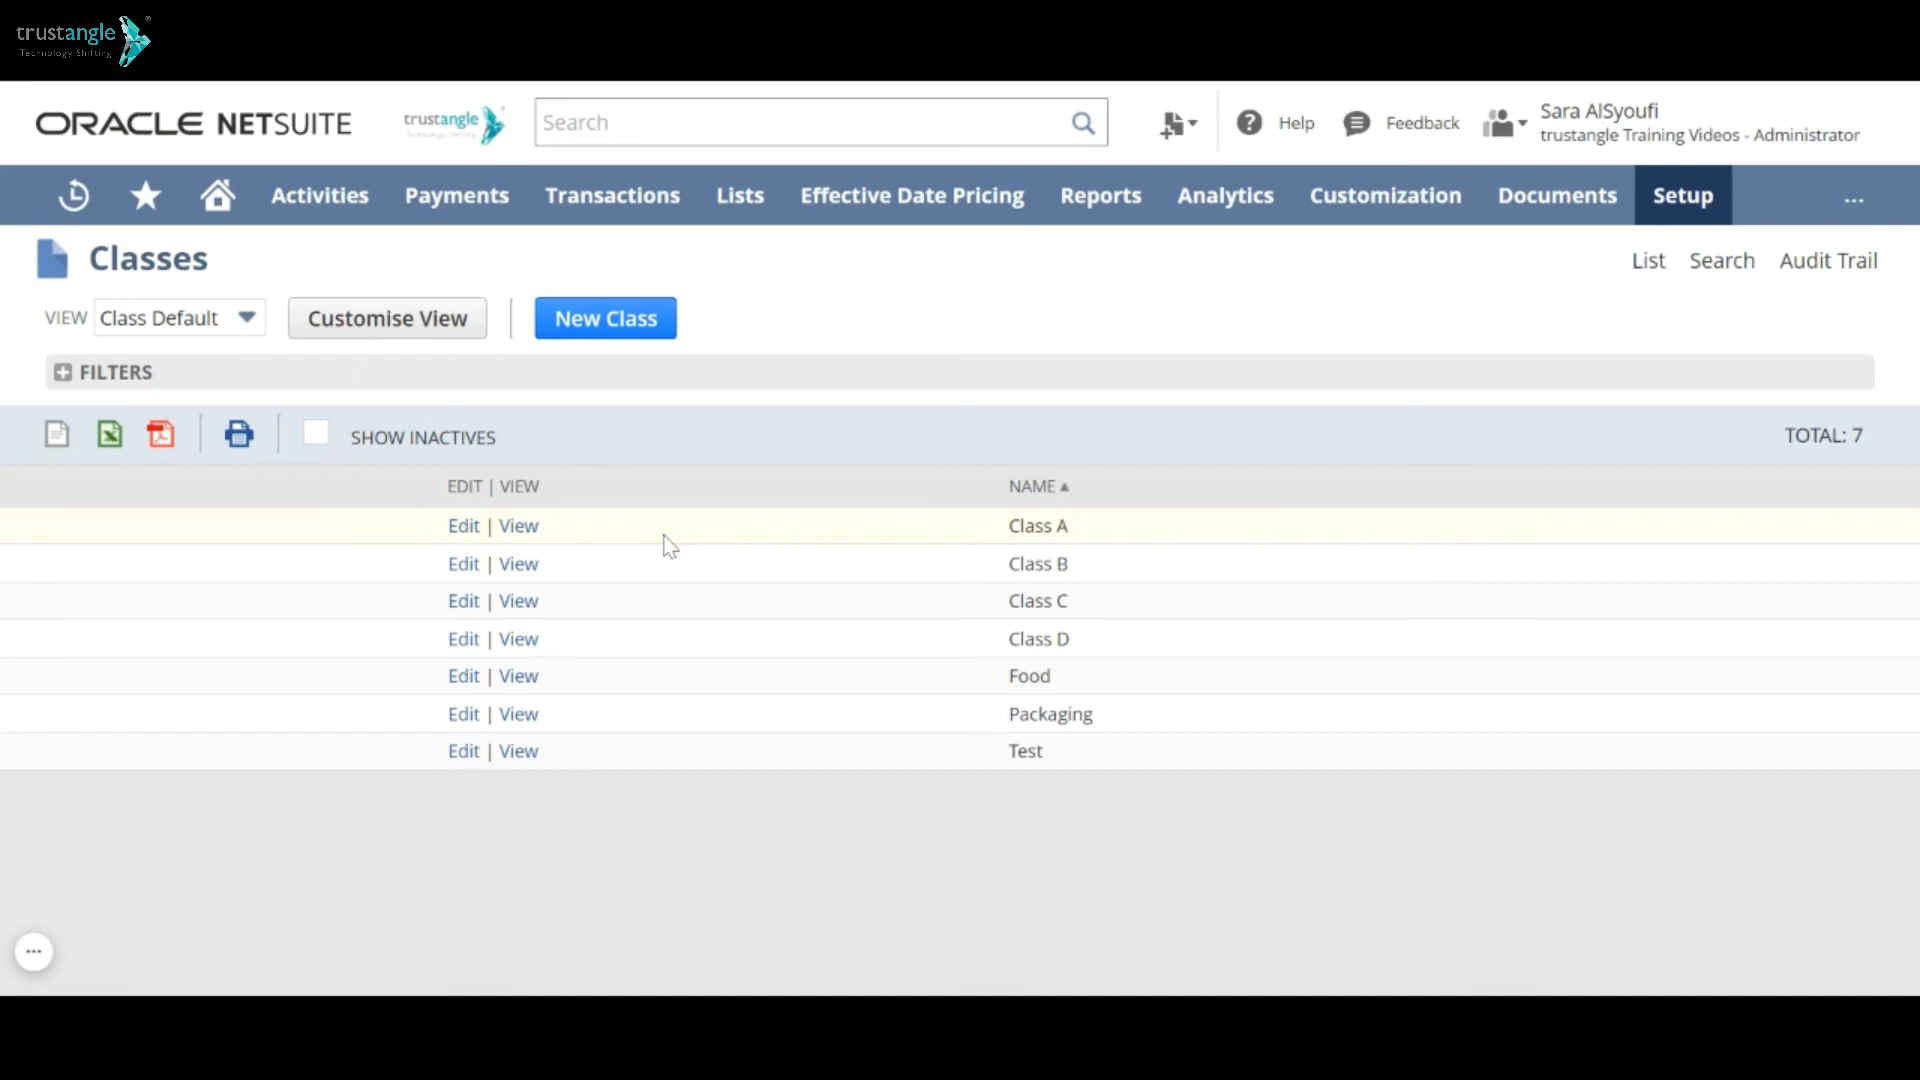 trustangle
Technology Shifting
ORACLE NETSUITE
trustangle
Technology Shifting
Search
Help
Feedback
Sara AlSyoufi
trustangle Training Videos - Administrator
Activities
Payments
Transactions
Lists
Effective Date Pricing
Reports
Analytics
Customization
Documents
Setup
...
Classes
List
Search
Audit Trail
VIEW
Class Default
Customise View
New Class
FILTERS
SHOW INACTIVES
TOTAL: 7
EDIT | VIEW
NAME ▲
Edit | View
Class A
Edit | View
Class B
Edit | View
Class C
Edit | View
Class D
Edit | View
Food
Edit | View
Packaging
Edit | View
Test
...